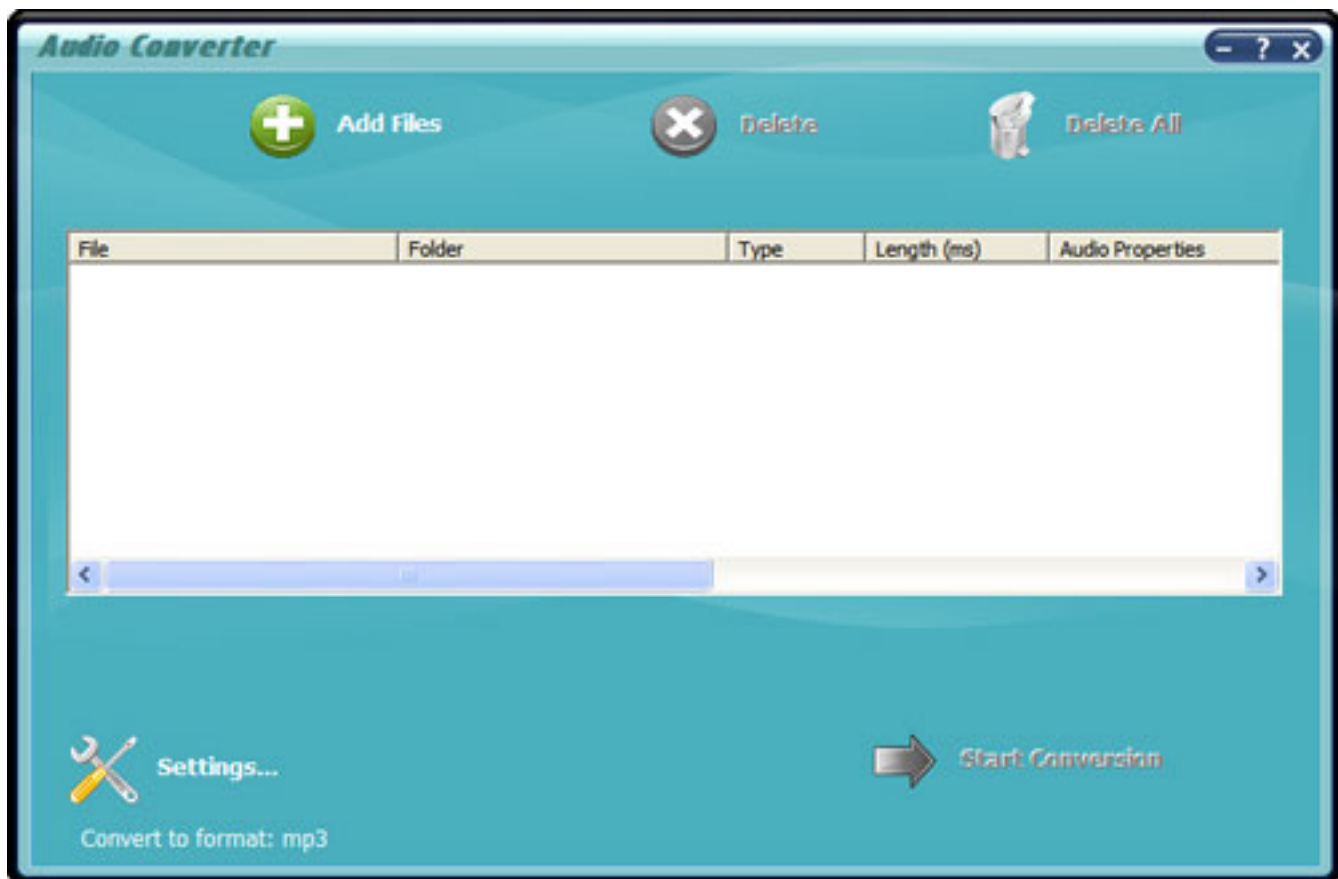 Audio Converter
- ? x
Add Files
Delete
Delete All
File Folder Type Length (ms) Audio Properties
Settings...
Start Conversion
Convert to format: mp3